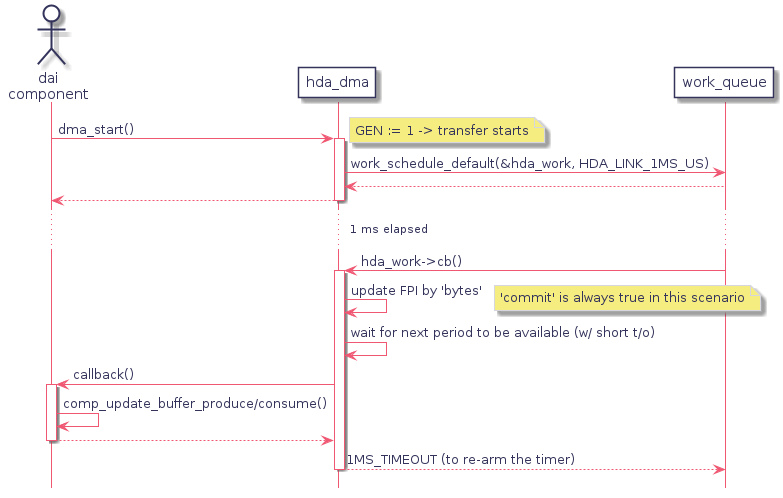 dai
component
hda_dma
work_queue
dma_start()
GEN := 1 -> transfer starts
work_schedule_default(&hda_work, HDA_LINK_1MS_US)
1 ms elapsed
hda_work->cb()
update FPI by 'bytes'
'commit' is always true in this scenario
wait for next period to be available (w/ short t/o)
callback()
comp_update_buffer_produce/consume()
1MS_TIMEOUT (to re-arm the timer)